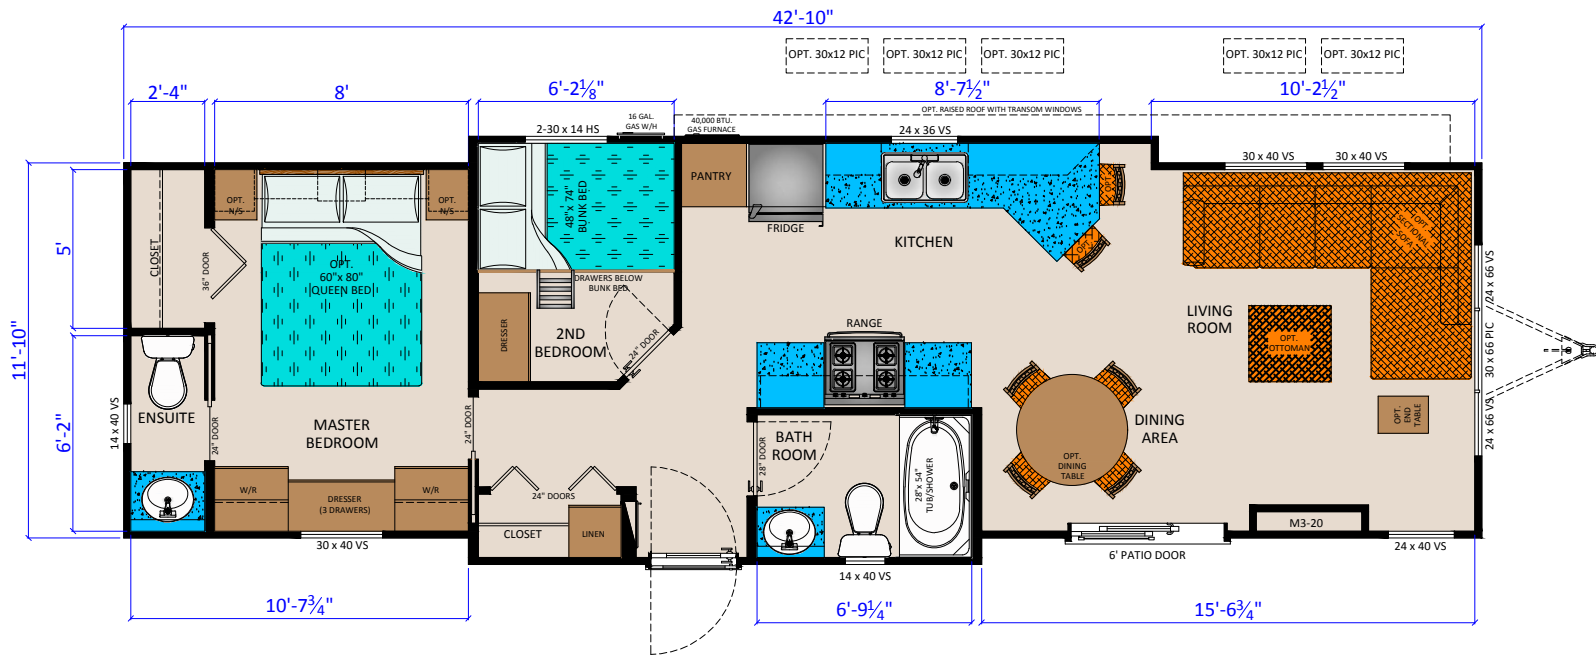 42'-10"
OPT. 30x12 PIC
OPT. 30x12 PIC
OPT. 30x12 PIC
OPT. 30x12 PIC
OPT. 30x12 PIC
2'-4"
8'
6'-2⅛"
8'-7½"
10'-2½"
OPT. RAISED ROOF WITH TRANSOM WINDOWS
16 GAL.
GAS W/H
40,000 BTU.
GAS FURNACE
2-30 x 14 HS
24 x 36 VS
30 x 40 VS
30 x 40 VS
11'-10"
5'
6'-2"
CLOSET
36" DOOR
OPT.
N/S
OPT.
N/S
OPT.
60"x 80"
QUEEN BED
48"x 74"
BUNK BED
DRAWERS BELOW
BUNK BED
DRESSER
2ND
BEDROOM
24" DOOR
PANTRY
FRIDGE
KITCHEN
OPT.
OPT.
RANGE
LIVING
ROOM
OPT.
SECTIONAL
SOFA
OPT.
OTTOMAN
OPT.
END
TABLE
24 x 66 VS
30 x 66 PIC
24 x 66 VS
14 x 40 VS
ENSUITE
24" DOOR
MASTER
BEDROOM
24" DOOR
W/R
DRESSER
(3 DRAWERS)
W/R
30 x 40 VS
24" DOORS
CLOSET
LINEN
BATH
ROOM
28" DOOR
28"x 54"
TUB/SHOWER
14 x 40 VS
DINING
AREA
OPT.
DINING
TABLE
6' PATIO DOOR
M3-20
24 x 40 VS
10'-7¾"
6'-9¼"
15'-6¾"